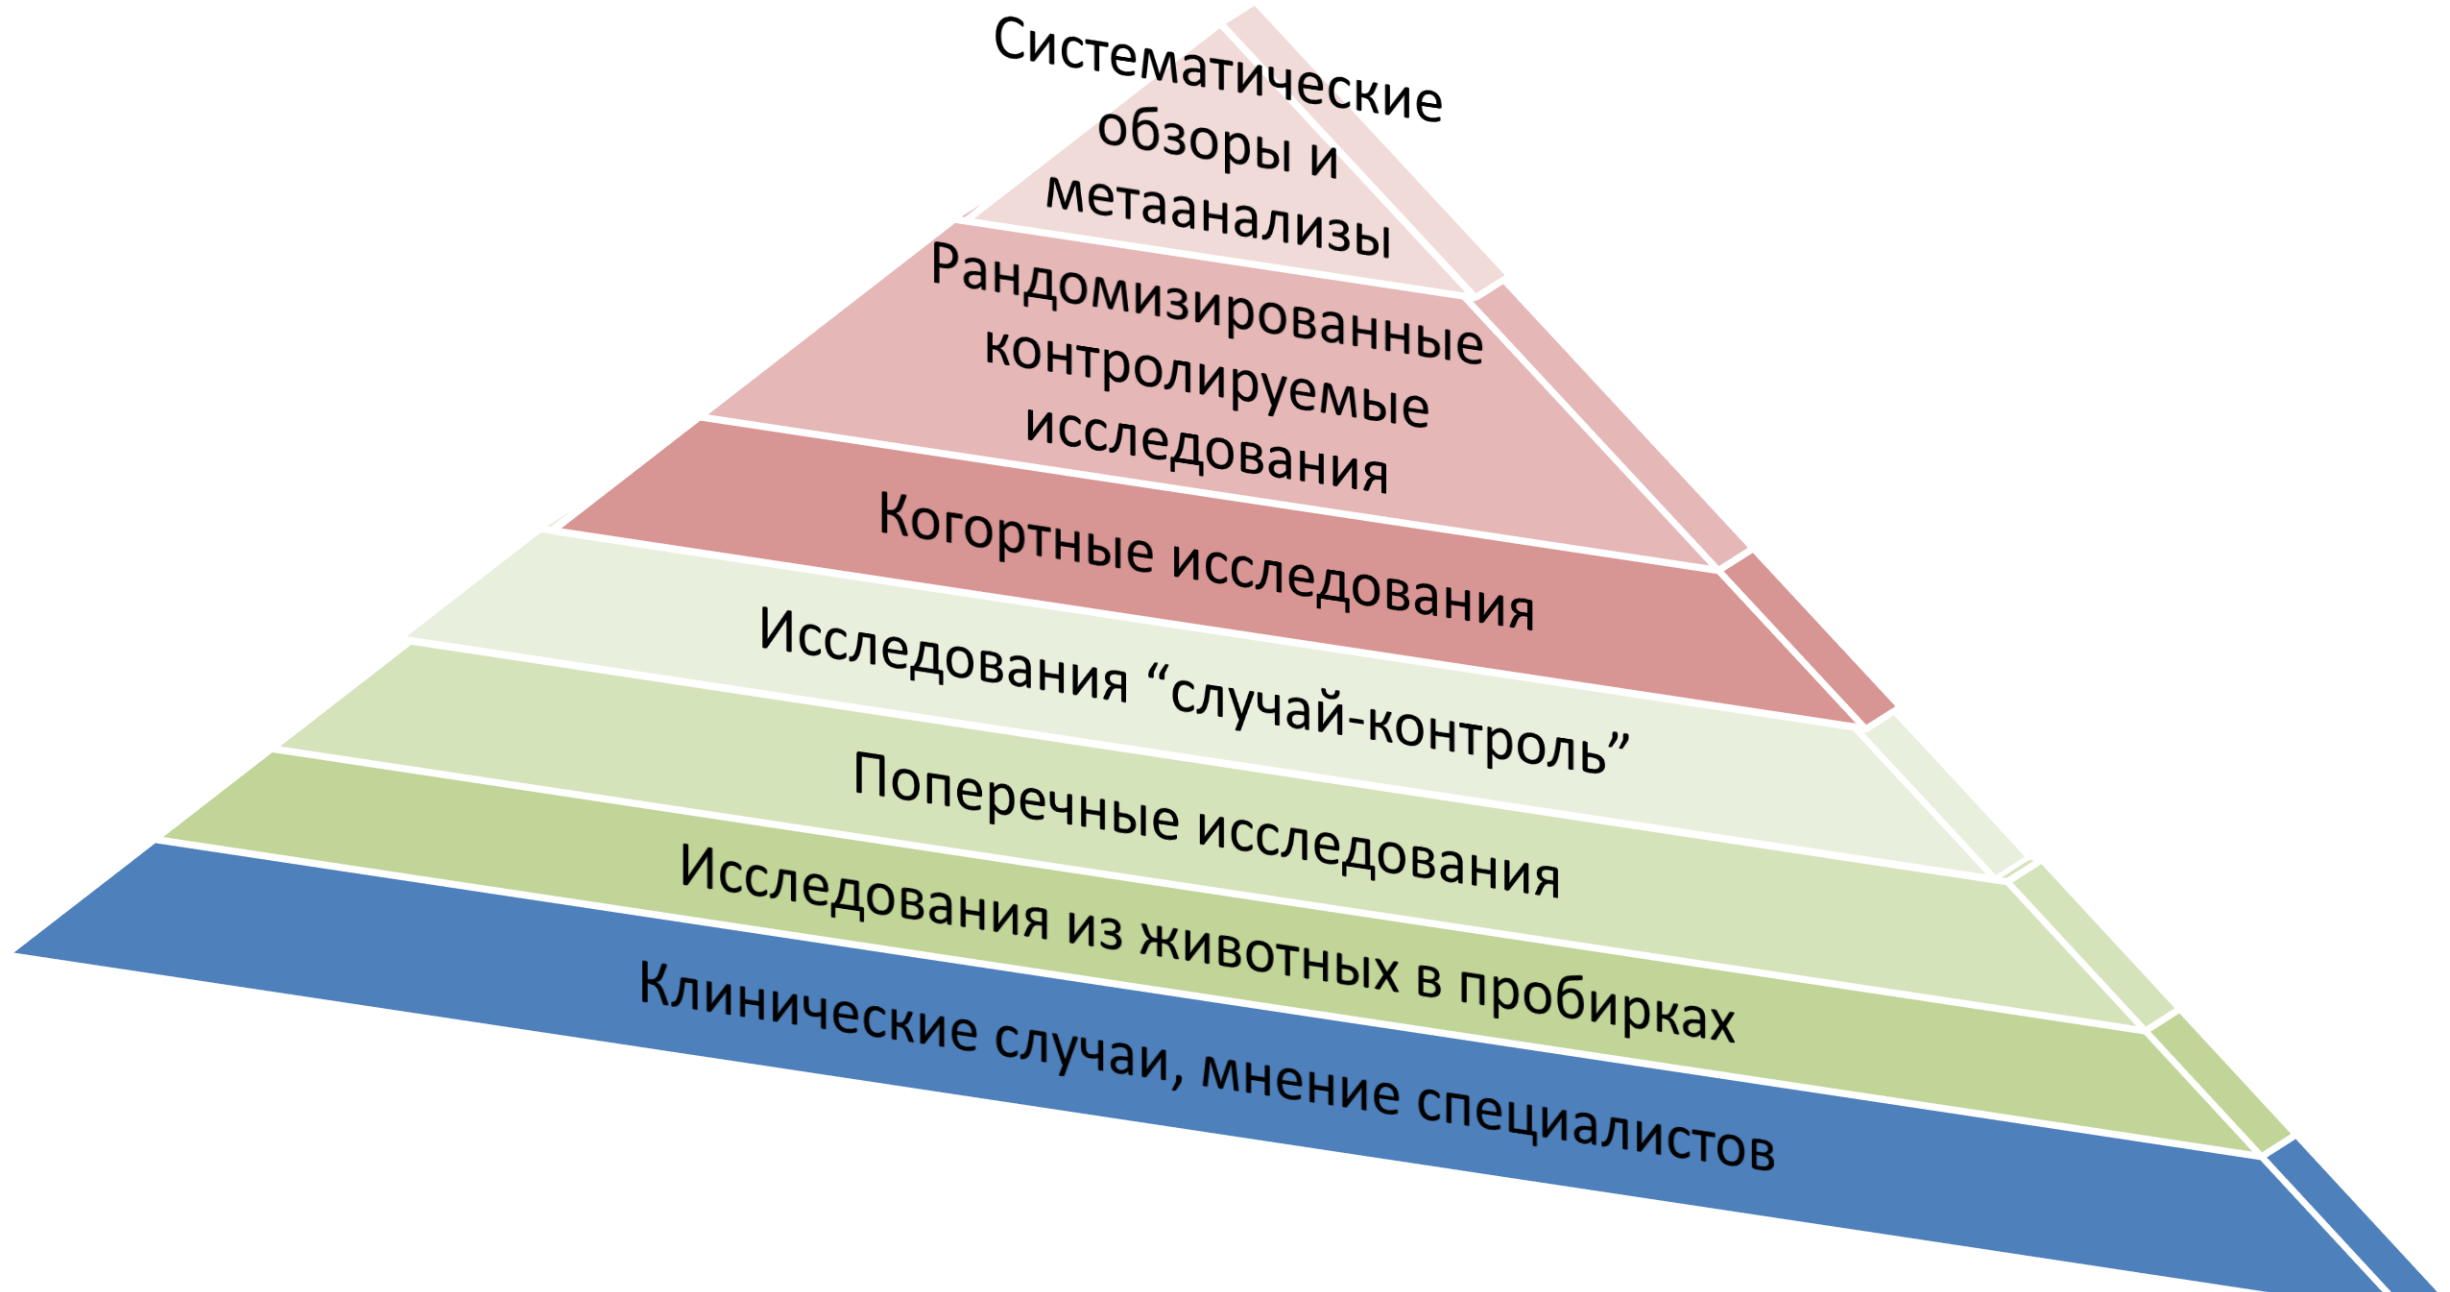 Систематические
обзоры и
метаанализы
Рандомизированные
контролируемые
исследования
Когортные исследования
Исследования “случай-контроль”
Поперечные исследования
Исследования из животных в пробирках
Клинические случаи, мнение специалистов